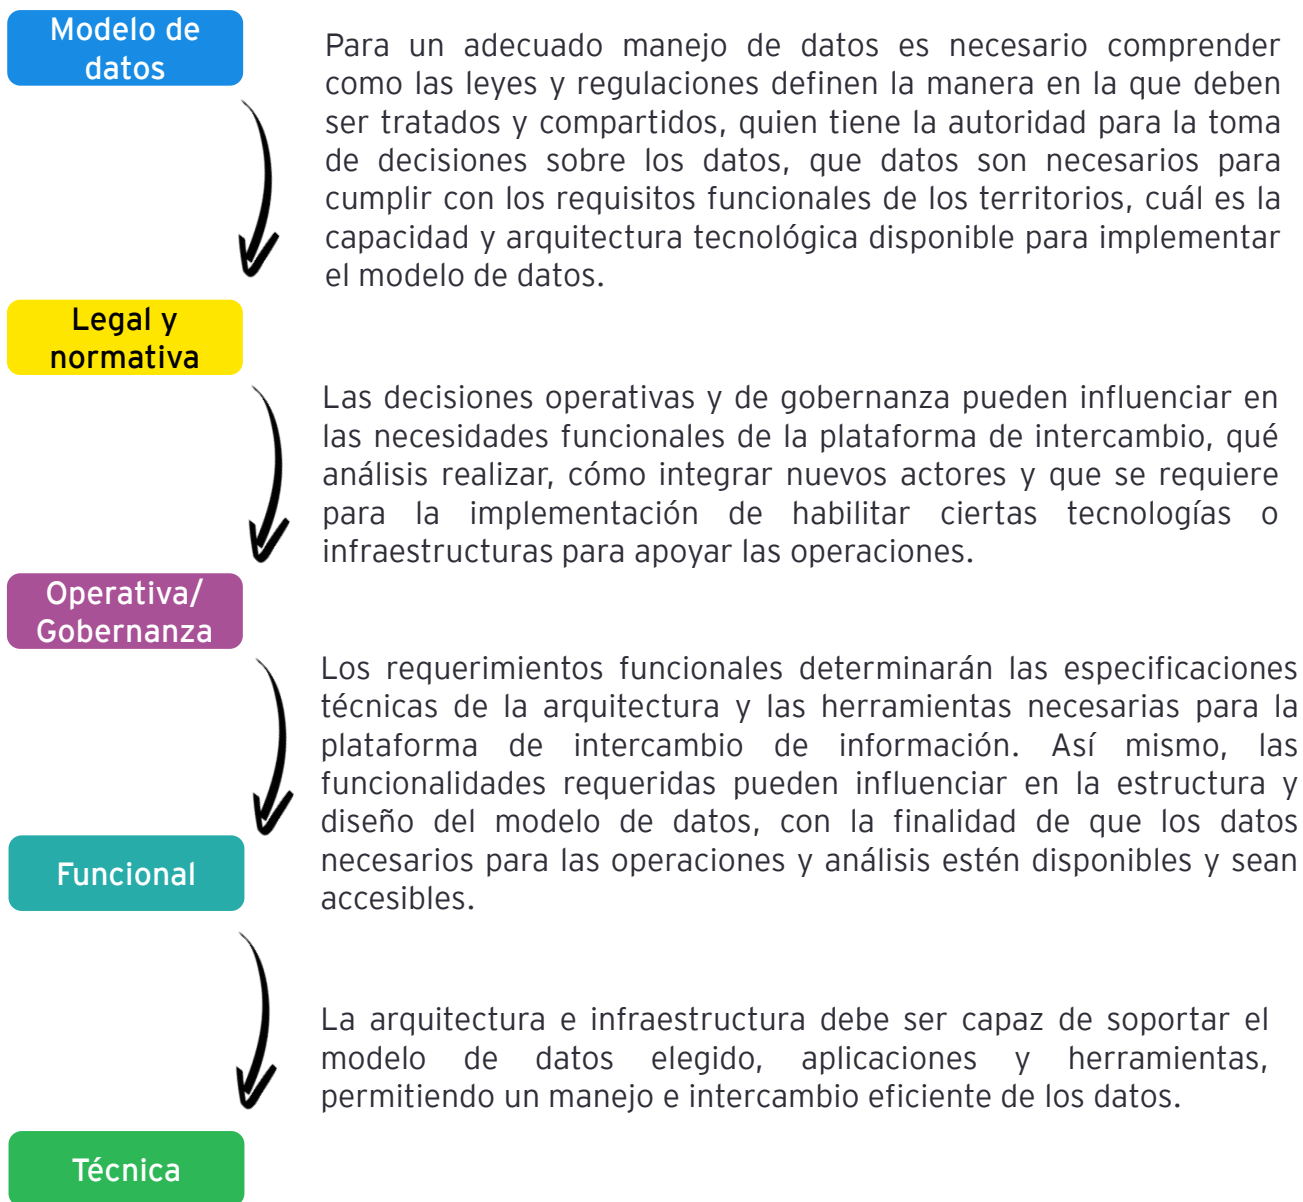 Modelo de
datos
Para un adecuado manejo de datos es necesario comprender
como las leyes y regulaciones definen la manera en la que deben
ser tratados y compartidos, quien tiene la autoridad para la toma
de decisiones sobre los datos, que datos son necesarios para
cumplir con los requisitos funcionales de los territorios, cuál es la
capacidad y arquitectura tecnológica disponible para implementar
el modelo de datos.
Legal y
normativa
Las decisiones operativas y de gobernanza pueden influenciar en
las necesidades funcionales de la plataforma de intercambio, qué
análisis realizar, cómo integrar nuevos actores y que se requiere
para la implementación de habilitar ciertas tecnologías o
infraestructuras para apoyar las operaciones.
Operativa/
Gobernanza
Los requerimientos funcionales determinarán las especificaciones
técnicas de la arquitectura y las herramientas necesarias para la
plataforma de intercambio de información. Así mismo, las
funcionalidades requeridas pueden influenciar en la estructura y
diseño del modelo de datos, con la finalidad de que los datos
necesarios para las operaciones y análisis estén disponibles y sean
accesibles.
Funcional
La arquitectura e infraestructura debe ser capaz de soportar el
modelo de datos elegido, aplicaciones y herramientas,
permitiendo un manejo e intercambio eficiente de los datos.
Técnica